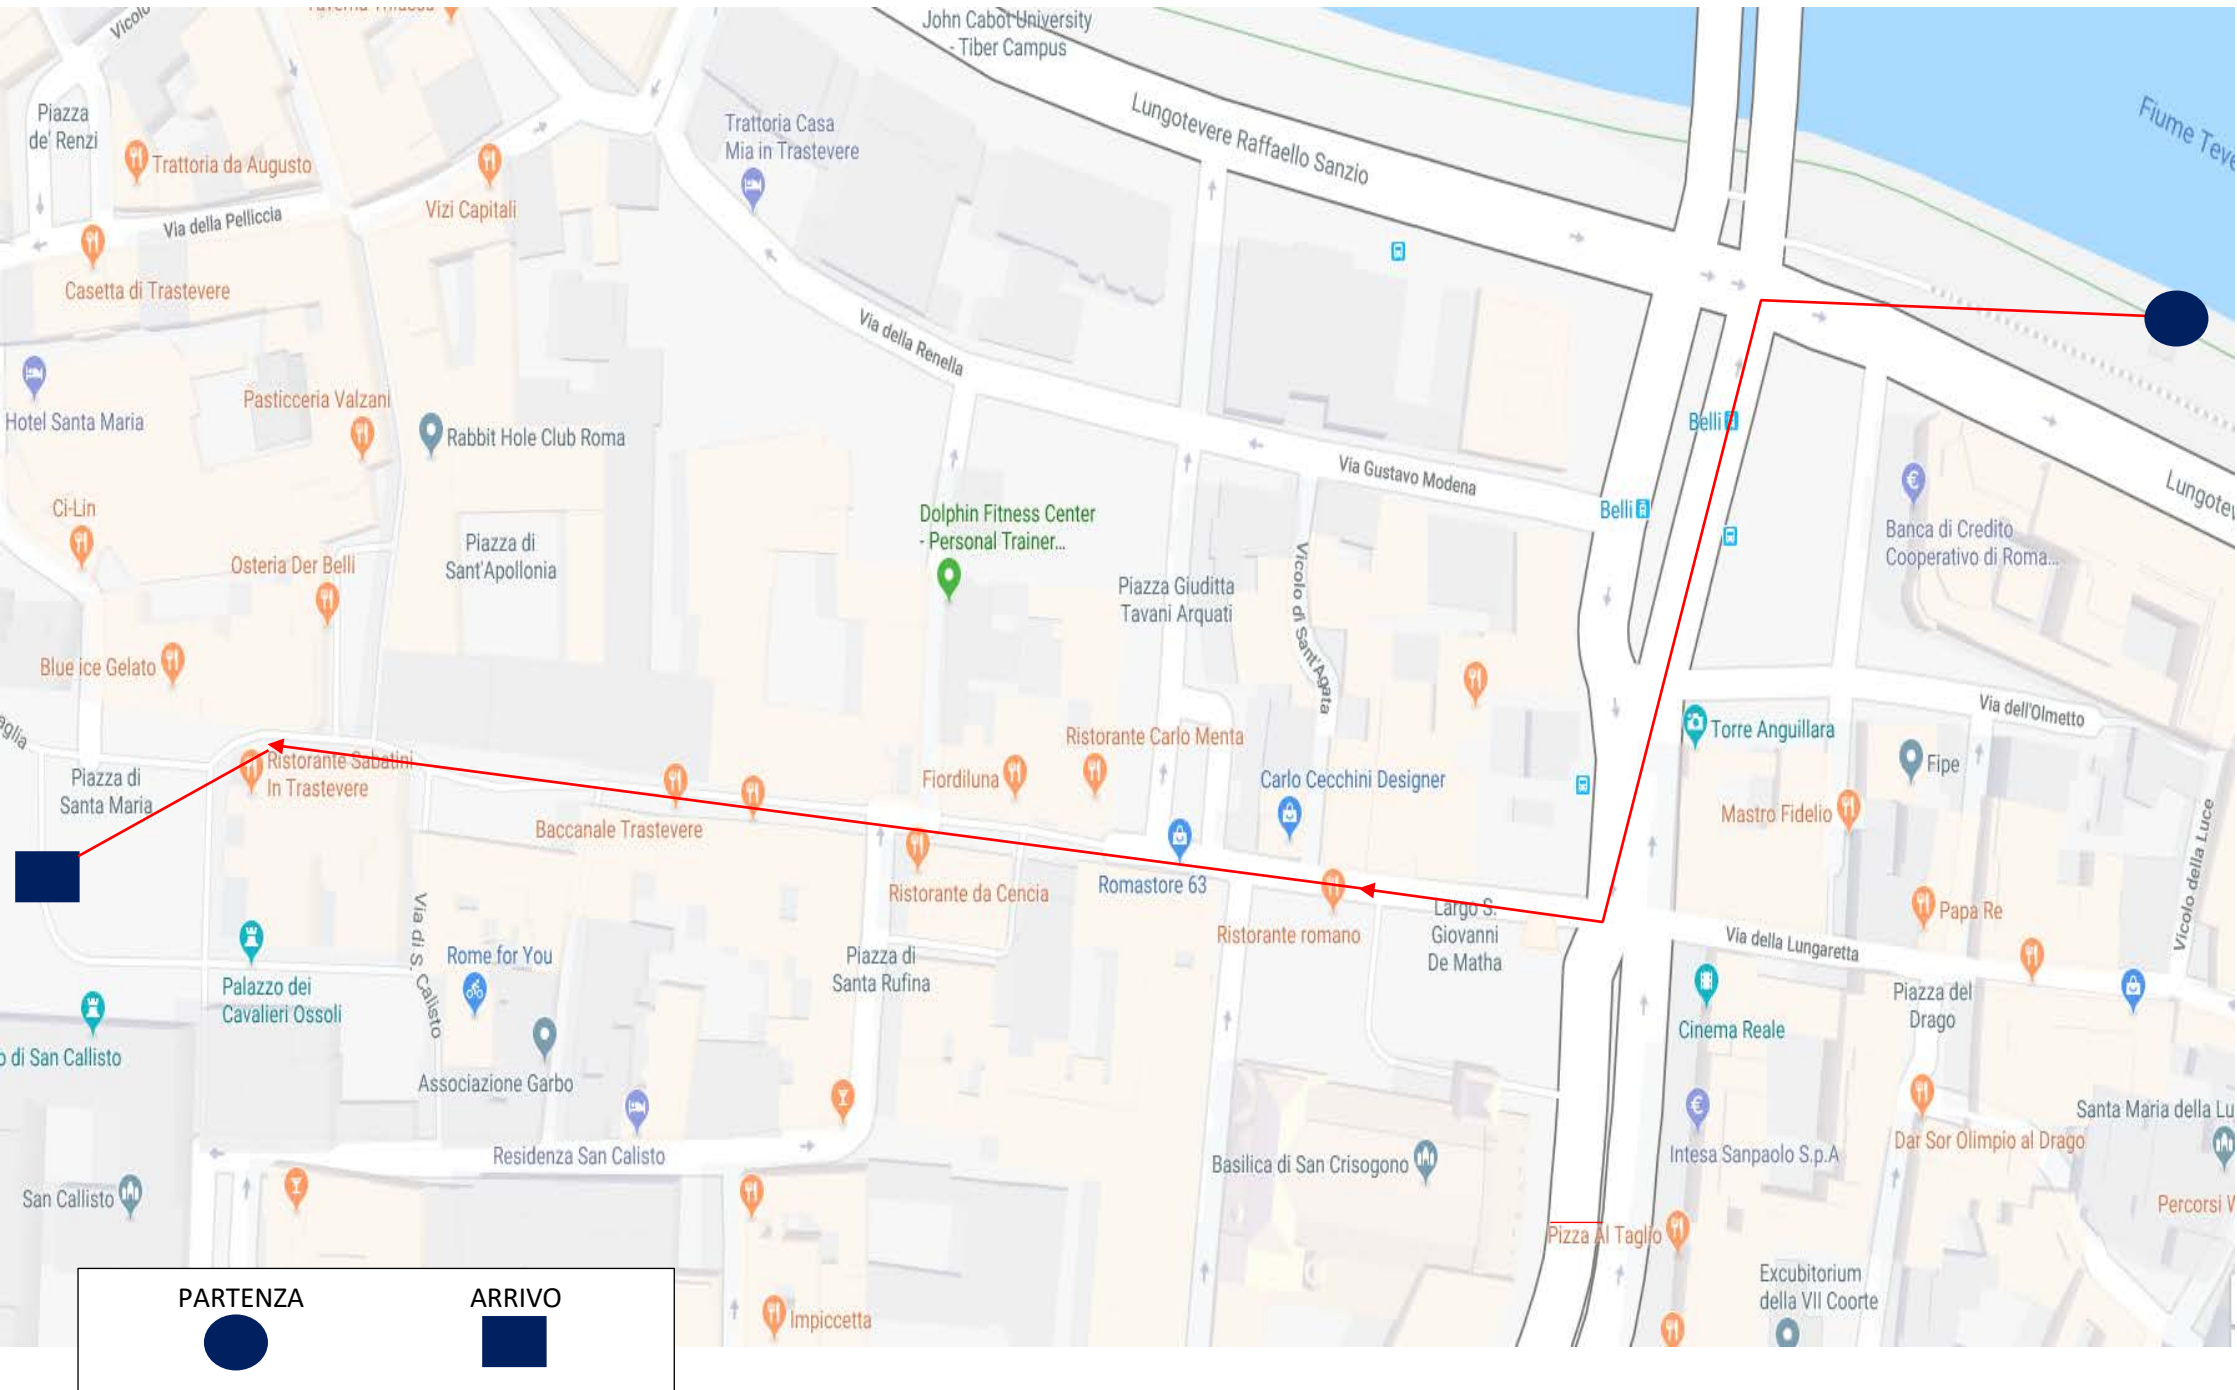 Vicolo
John Cabot University
- Tiber Campus
Piazza
de' Renzi
Trattoria da Augusto
Trattoria Casa
Mia in Trastevere
Lungotevere Raffaello Sanzio
Fiume Teve
Via della Pelliccia
Vizi Capitali
Casetta di Trastevere
Via della Renella
Hotel Santa Maria
Pasticceria Valzani
Rabbit Hole Club Roma
Belli
Via Gustavo Modena
Lungotev
Ci-Lin
Dolphin Fitness Center
- Personal Trainer...
Belli
Banca di Credito
Cooperativo di Roma...
Osteria Der Belli
Piazza di
Sant'Apollonia
Piazza Giuditta
Tavani Arquati
Vicolo di Sant'Agata
Blue ice Gelato
Via dell'Olmetto
aglia
Ristorante Sabatini
In Trastevere
Ristorante Carlo Menta
Torre Anguillara
Piazza di
Santa Maria
Fiordiluna
Carlo Cecchini Designer
Fipe
Baccanale Trastevere
Mastro Fidelio
Vicolo della Luce
Ristorante da Cencia
Romastore 63
Largo S.
Giovanni
De Matha
Papa Re
Via di S. Calisto
Rome for You
Piazza di
Santa Rufina
Ristorante romano
Via della Lungaretta
Palazzo dei
Cavalieri Ossoli
Piazza del
Drago
o di San Callisto
Cinema Reale
Associazione Garbo
Santa Maria della Lu
Residenza San Calisto
Basilica di San Crisogono
Intesa Sanpaolo S.p.A
Dar Sor Olimpio al Drago
San Callisto
Percorsi W
Pizza Al Taglio
Excubitorium
della VII Coorte
Impiccetta
PARTENZA
ARRIVO